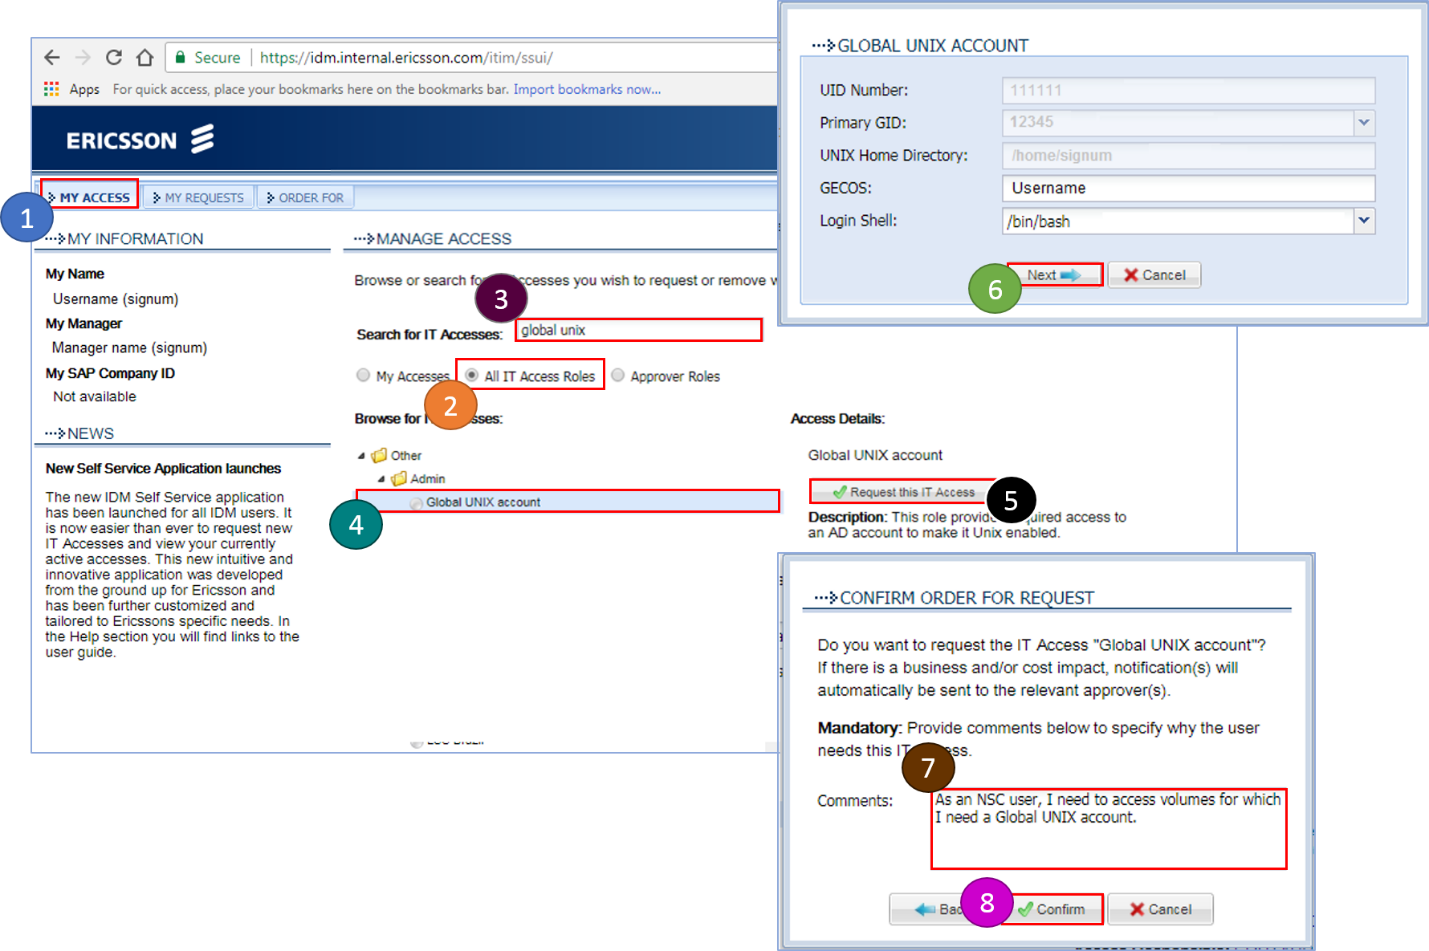 Secure https://idm.internal.ericsson.com/itim/ssui/
Apps For quick access, place your bookmarks here on the bookmarks bar. Import bookmarks now...
ERICSSON
1
MY ACCESS
MY REQUESTS
ORDER FOR
MY INFORMATION
My Name
Username (signum)
My Manager
Manager name (signum)
My SAP Company ID
Not available
NEWS
New Self Service Application launches
The new IDM Self Service application
has been launched for all IDM users. It
is now easier than ever to request new
IT Accesses and view your currently
active accesses. This new intuitive and
innovative application was developed
from the ground up for Ericsson and
has been further customized and
tailored to Ericssons specific needs. In
the Help section you will find links to the
user guide.
MANAGE ACCESS
Browse or search for ccesses you wish to request or remove
3
Search for IT Accesses: global unix
My Accesses All IT Access Roles Approver Roles
2
Browse for sses:
Other
Admin
Global UNIX account
4
Access Details:
Global UNIX account
Request this IT Access
5
Description: This role provide quired access to
an AD account to make it Unix enabled.
GLOBAL UNIX ACCOUNT
UID Number: 111111
Primary GID: 12345
UNIX Home Directory: /home/signum
GECOS: Username
Login Shell: /bin/bash
6
Next Cancel
CONFIRM ORDER FOR REQUEST
Do you want to request the IT Access "Global UNIX account"?
If there is a business and/or cost impact, notification(s) will
automatically be sent to the relevant approver(s).
Mandatory: Provide comments below to specify why the user
needs this IT ess.
7
Comments: As an NSC user, I need to access volumes for which
I need a Global UNIX account.
Bac 8 Confirm Cancel